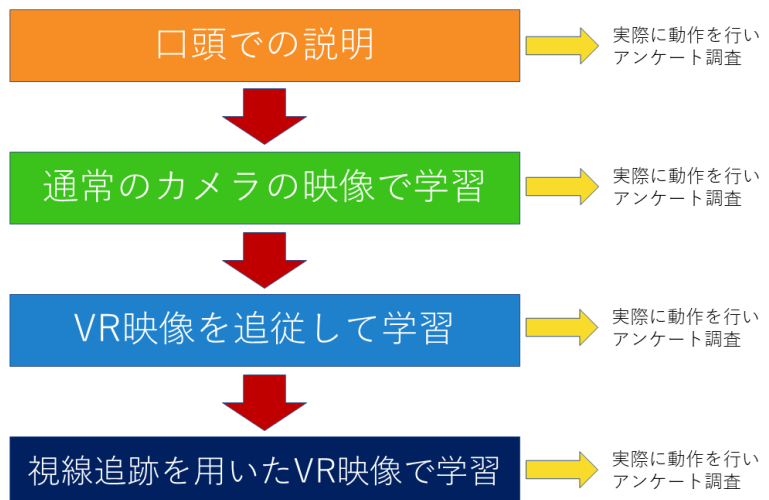 口頭での説明
実際に動作を行い
アンケート調査
通常のカメラの映像で学習
実際に動作を行い
アンケート調査
VR映像を追従して学習
実際に動作を行い
アンケート調査
視線追跡を用いたVR映像で学習
実際に動作を行い
アンケート調査